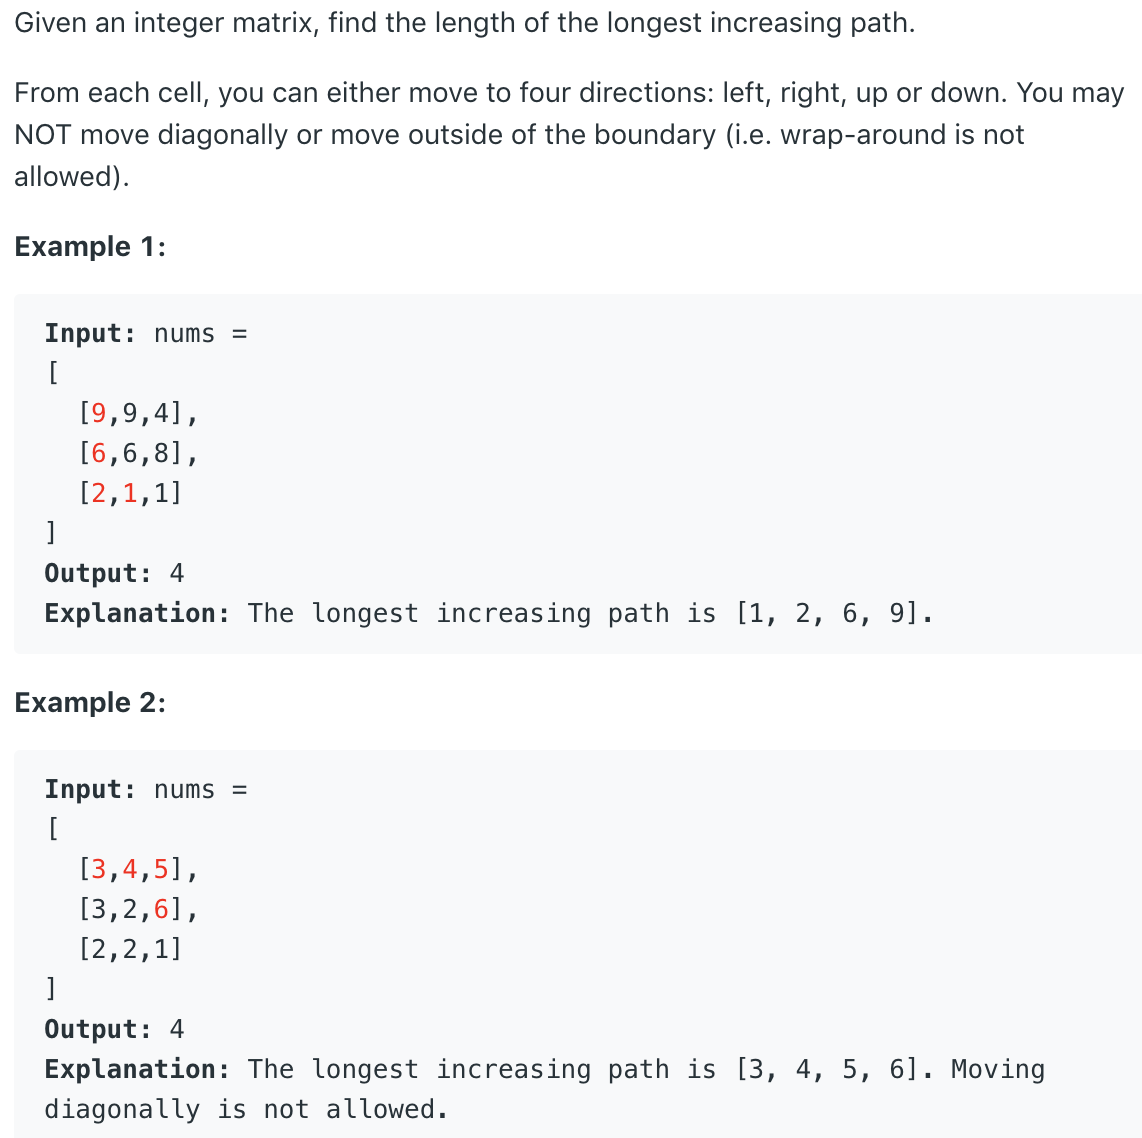 Given an integer matrix, find the length of the longest increasing path.
From each cell, you can either move to four directions: left, right, up or down. You may
NOT move diagonally or move outside of the boundary (i.e. wrap-around is not
allowed).
Example 1:
Input: nums =
[
  [9,9,4],
  [6,6,8],
  [2,1,1]
]
Output: 4
Explanation: The longest increasing path is [1, 2, 6, 9].
Example 2:
Input: nums =
[
  [3,4,5],
  [3,2,6],
  [2,2,1]
]
Output: 4
Explanation: The longest increasing path is [3, 4, 5, 6]. Moving
diagonally is not allowed.